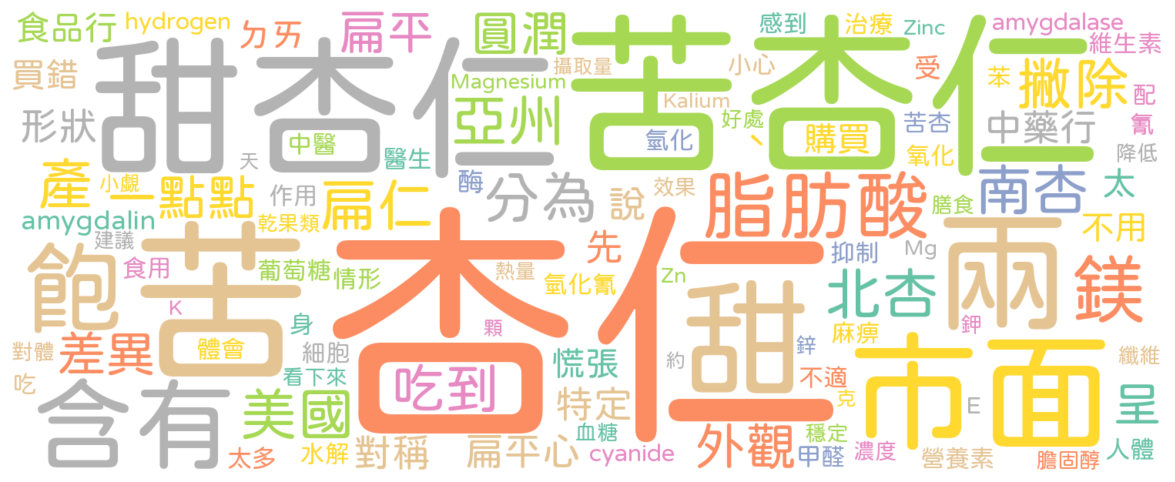 食品行
hydrogen
ㄉㄞ
扁平
圓潤
感到
治療
Zinc
amygdalase
維生素
買錯
甜杏仁
Magnesium
攝取量
苦杏仁
小心
受
苯
撇除
配
形狀
亞州
Kalium
好處
、
購買
苦杏
中藥行
氰
中醫
氫化
氧化
降低
天
醫生
產
一點點
小覷
作用
扁仁
酶
分為
說
效果
脂肪酸
膳食
南杏
太
amygdalin
乾果類
建議
苦
杏仁
先
抑制
Mg
兩
不用
飽
食用
葡萄糖
情形
熱量
氫化氰
Zn
甜
北杏
鎂
K
身
顆
麻痹
鉀
差異
體會
細胞
慌張
約
鋅
市面
纖維
對體
吃
看下來
吃到
不適
克
E
呈
含有
美國
特定
血糖
外觀
穩定
太多
水解
對稱
扁平心
cyanide
甲醛
濃度
營養素
膽固醇
人體